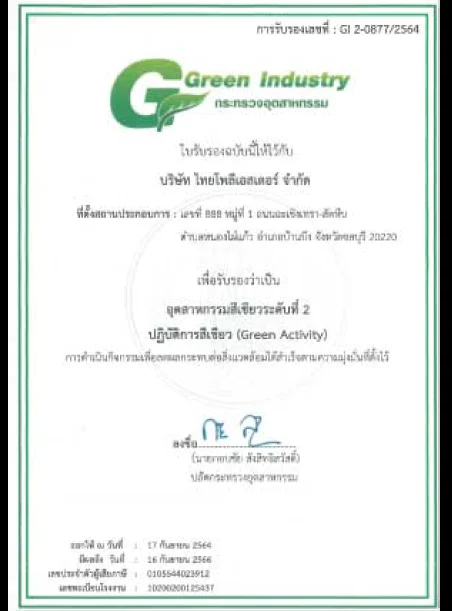 การรับรองเลขที่ : GI 2-0877/2564
Green Industry
กระทรวงอุตสาหกรรม
ใบรับรองฉบับนี้ให้ไว้กับ
บริษัท ไทยโพลีเอสเตอร์ จำกัด
ที่ตั้งสถานประกอบการ : เลขที่ 888 หมู่ที่ 1 ถนนฉะเชิงเทรา-สัตหีบ
ตำบลหนองไผ่แก้ว อำเภอบ้านบึง จังหวัดชลบุรี 20220
เพื่อรับรองว่าเป็น
อุตสาหกรรมสีเขียวระดับที่ 2
ปฏิบัติการสีเขียว (Green Activity)
การดำเนินกิจกรรมเพื่อลดผลกระทบต่อสิ่งแวดล้อมได้สำเร็จตามความมุ่งมั่นที่ตั้งไว้
ลงชื่อ
(นายกอบชัย สังสิทธิสวัสดิ์)
ปลัดกระทรวงอุตสาหกรรม
ออกให้ ณ วันที่ : 17 กันยายน 2564
มีผลถึง วันที่ : 16 กันยายน 2566
เลขประจำตัวผู้เสียภาษี : 0105544023912
เลขทะเบียนโรงงาน : 10200200125437